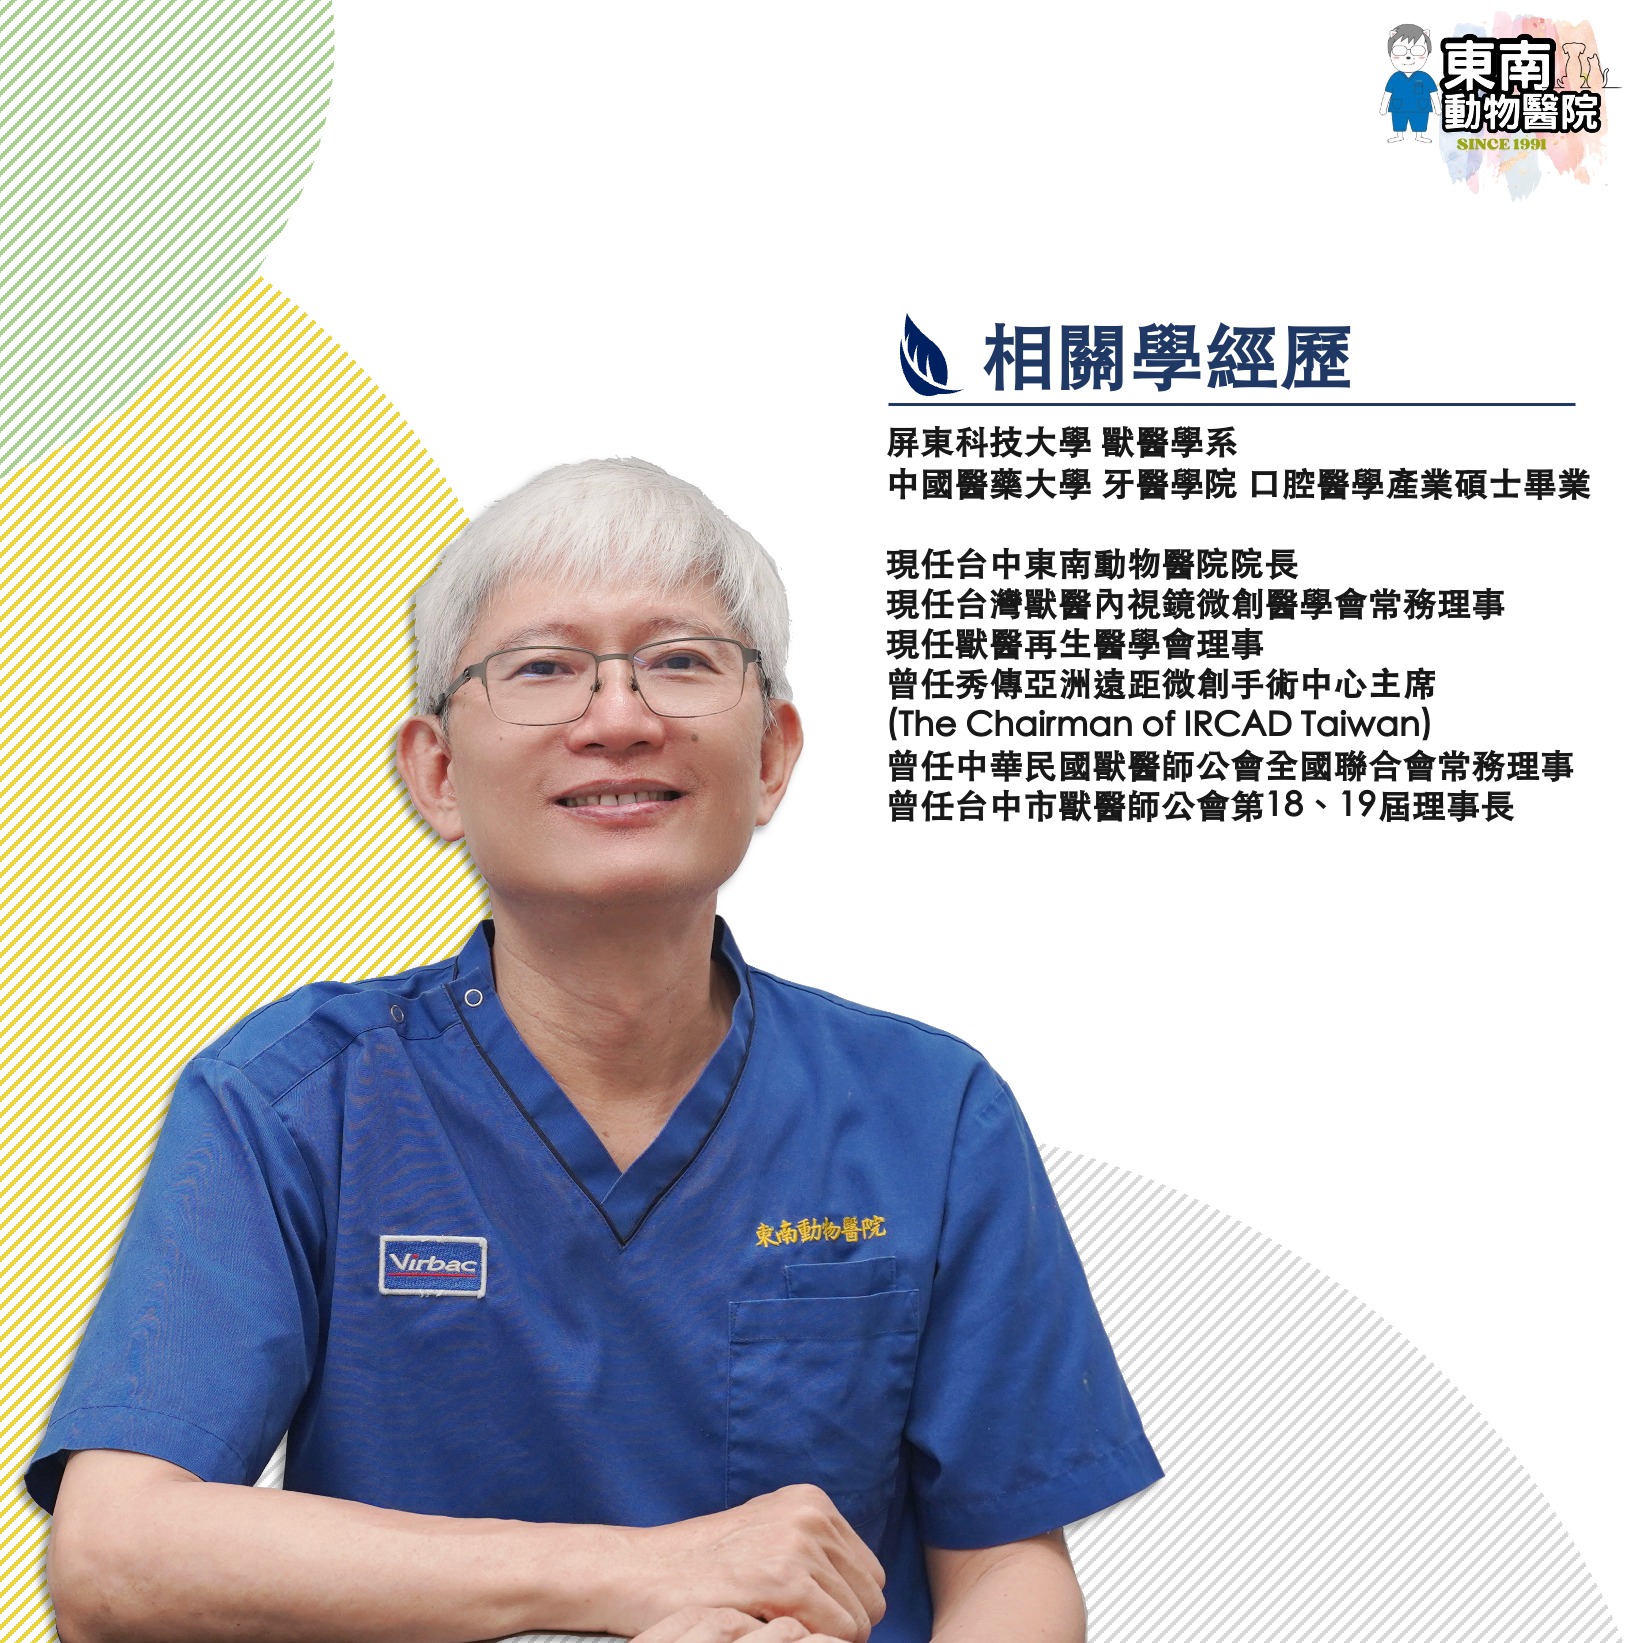 東南
動物醫院
SINCE 1991
相關學經歷
屏東科技大學 獸醫學系
中國醫藥大學 牙醫學院 口腔醫學產業碩士畢業
現任台中東南動物醫院院長
現任台灣獸醫內視鏡微創醫學會常務理事
現任獸醫再生醫學會理事
曾任秀傳亞洲遠距微創手術中心主席
(The Chairman of IRCAD Taiwan)
曾任中華民國獸醫師公會全國聯合會常務理事
曾任台中市獸醫師公會第18、19屆理事長
東南動物醫院
Virbac